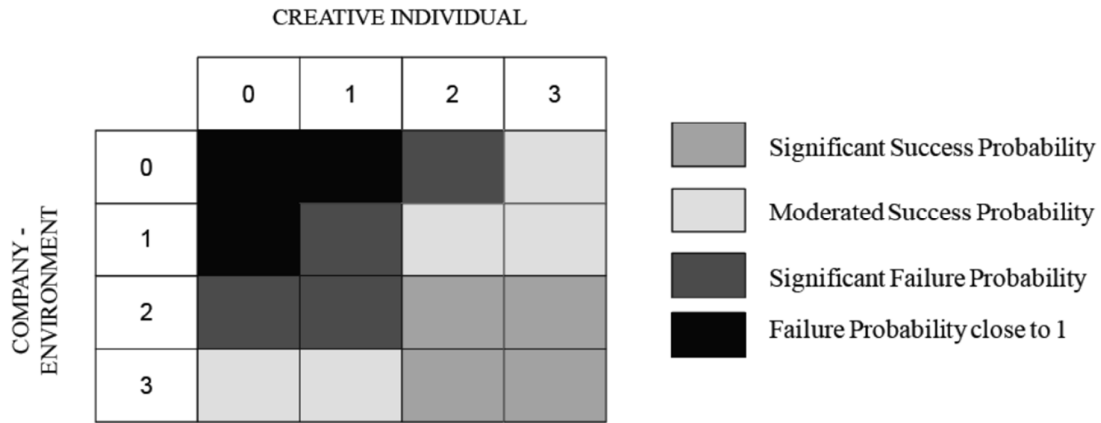 CREATIVE INDIVIDUAL
0 1 2 3
COMPANY -
ENVIRONMENT
0
1
2
3
Significant Success Probability
Moderated Success Probability
Significant Failure Probability
Failure Probability close to 1